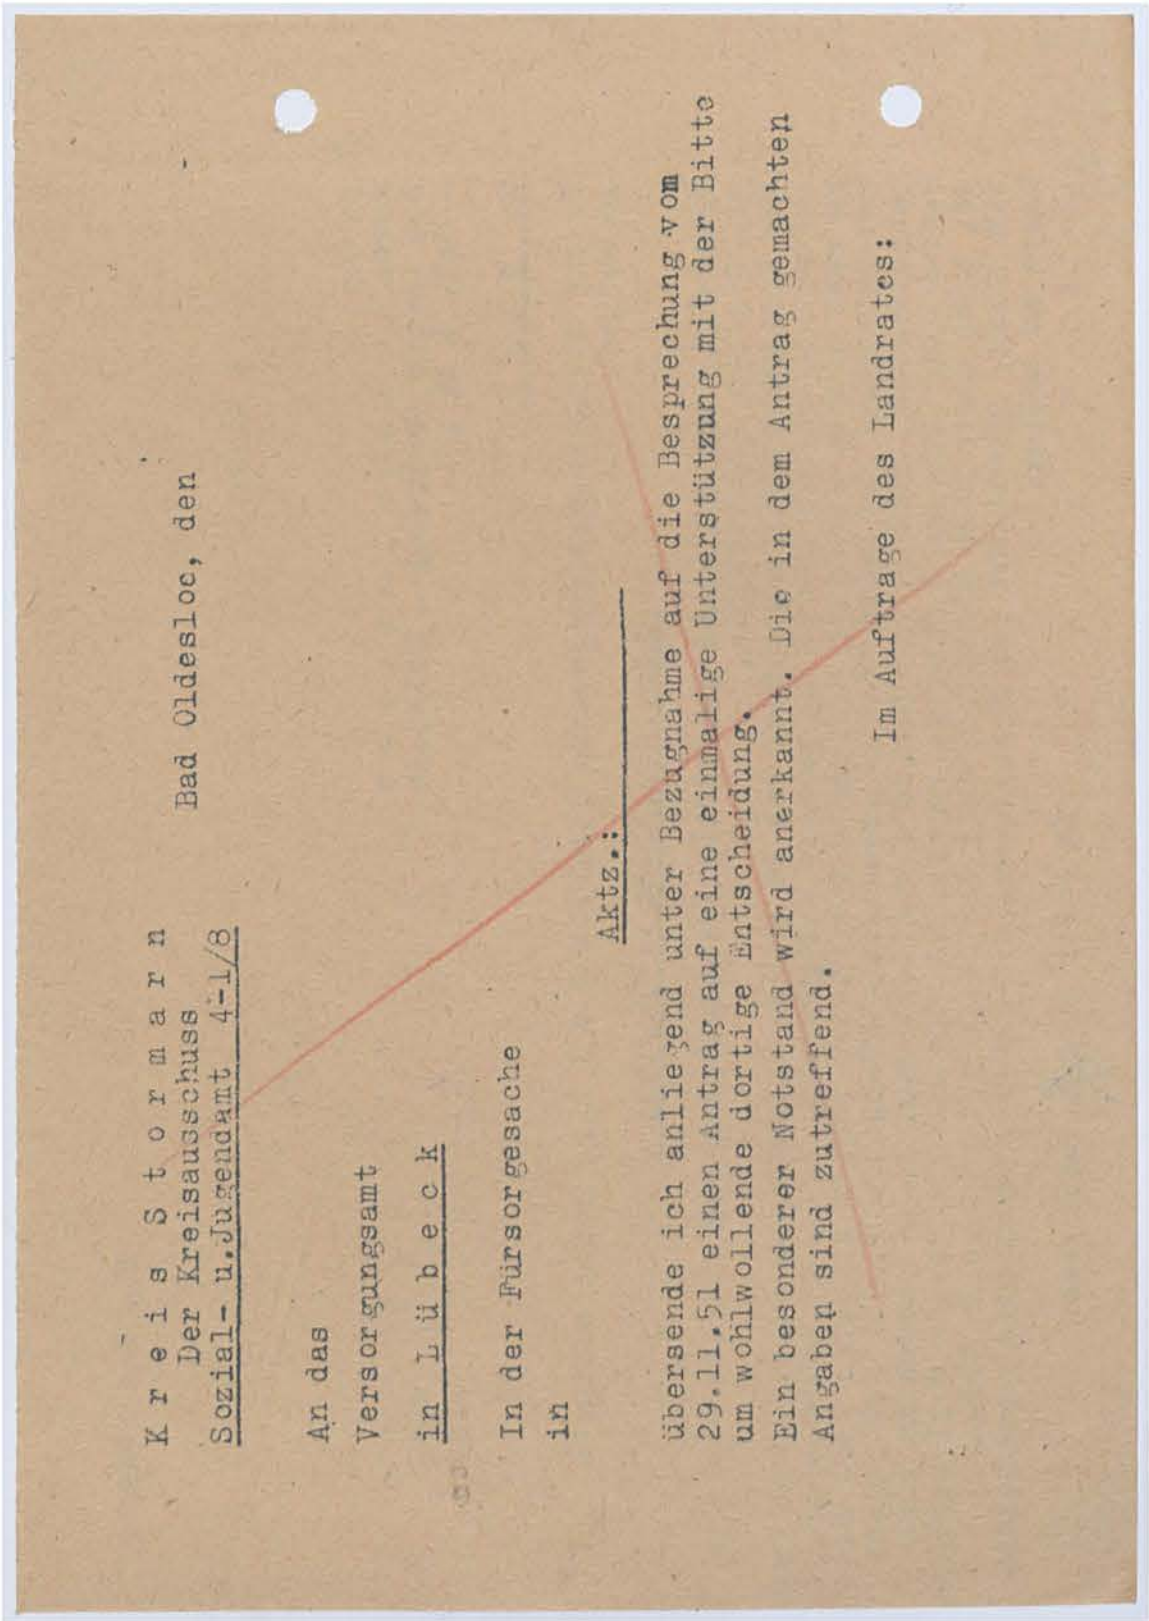 K r e i s  S t o r m a r n
Der Kreisausschuss
Sozial- u.Jugendamt 4-1/8
Bad Oldesloe, den
An das
Versorgungsamt
in L ü b e c k
In der Fürsorgesache
in
Aktz.:
übersende ich anliegend unter Bezugnahme auf die Besprechung vom
29.11.51 einen Antrag auf eine einmalige Unterstützung mit der Bitte
um wohlwollende dortige Entscheidung.
Ein besonderer Notstand wird anerkannt. Die in dem Antrag gemachten
Angaben sind zutreffend.
Im Auftrage des Landrates: